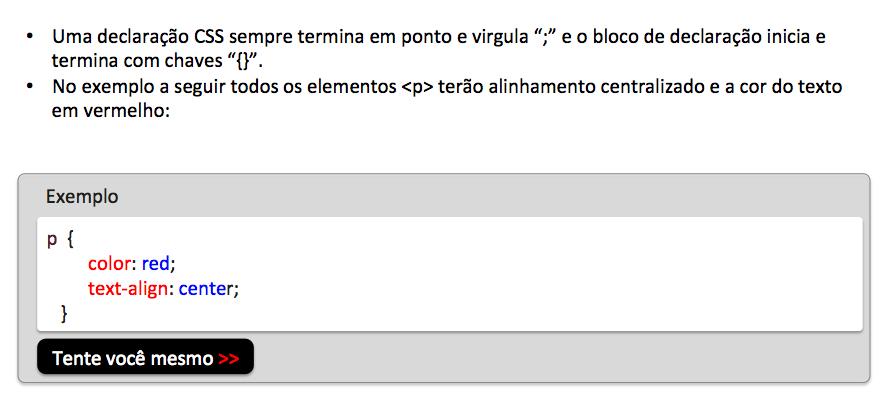 • Uma declaração CSS sempre termina em ponto e virgula “;” e o bloco de declaração inicia e
termina com chaves “{}”.
• No exemplo a seguir todos os elementos <p> terão alinhamento centralizado e a cor do texto
em vermelho:
Exemplo
p {
color: red;
text-align: center;
}
Tente você mesmo >>